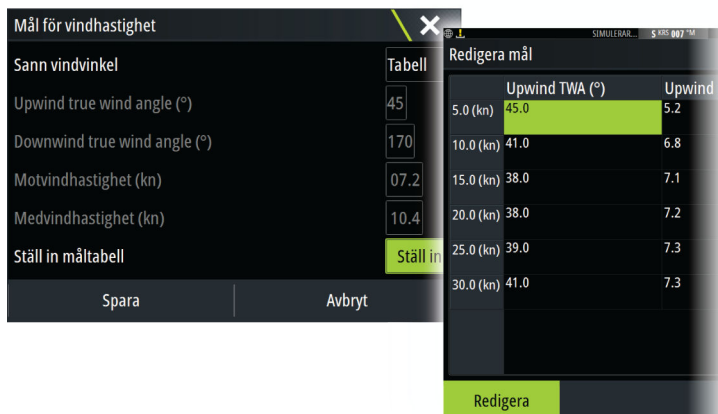 Mål för vindhastighet
Sann vindvinkel Tabell
Upwind true wind angle (°) 45
Downwind true wind angle (°) 170
Motvindhastighet (kn) 07.2
Medvindhastighet (kn) 10.4
Ställ in måltabell Ställ in
Spara Avbryt
SIMULERAR... S KRS 007 °M
Redigera mål
Upwind TWA (°) Upwind
5.0 (kn) 45.0 5.2
10.0 (kn) 41.0 6.8
15.0 (kn) 38.0 7.1
20.0 (kn) 38.0 7.2
25.0 (kn) 39.0 7.3
30.0 (kn) 41.0 7.3
Redigera